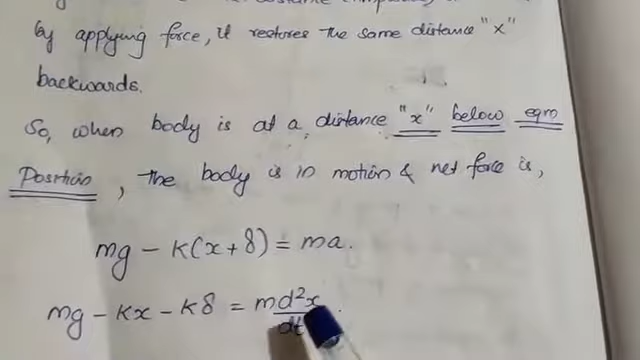 by applying force, it restores the same distance "x"
backwards.
So, when body is at a distance "x" below eqm
Position, the body is in motion & net force is,
mg - k(x+δ) = ma.
mg - kx - kδ = md²x/dt